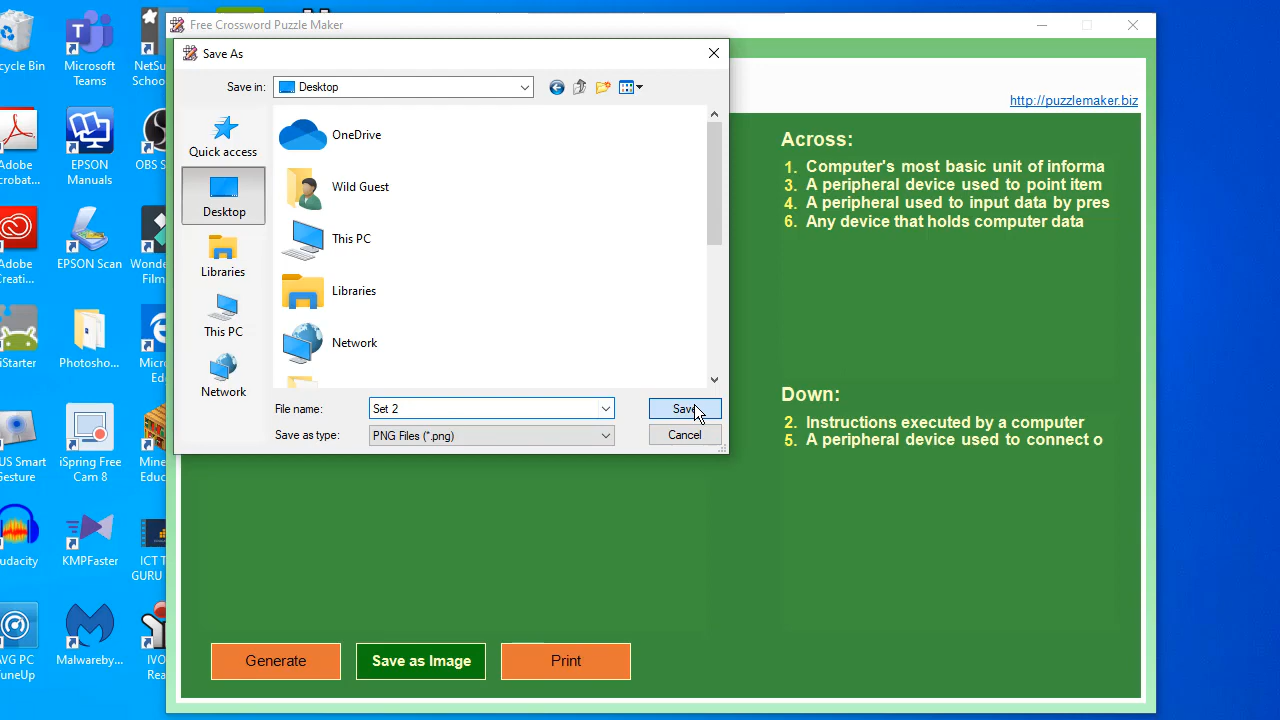 Free Crossword Puzzle Maker
Save As
Save in:
Desktop
http://puzzlemaker.biz
Quick access
Desktop
Libraries
This PC
Network
OneDrive
Wild Guest
This PC
Libraries
Network
File name:
Set 2
Save
Save as type:
PNG Files (*.png)
Cancel
Across:
1. Computer's most basic unit of informa
3. A peripheral device used to point item
4. A peripheral used to input data by pres
6. Any device that holds computer data
Down:
2. Instructions executed by a computer
5. A peripheral device used to connect o
Generate
Save as Image
Print
cycle Bin
Microsoft
Teams
NetSu
Schoo
Adobe
crobat...
EPSON
Manuals
OBS S
Adobe
Creati...
EPSON Scan
Wonde
Film
iStarter
Photosho...
Micro
Ed
US Smart
Gesture
iSpring Free
Cam 8
Mine
Educ
udacity
KMPFaster
ICT T
GURU
VG PC
uneUp
Malwareby...
IVO
Rea